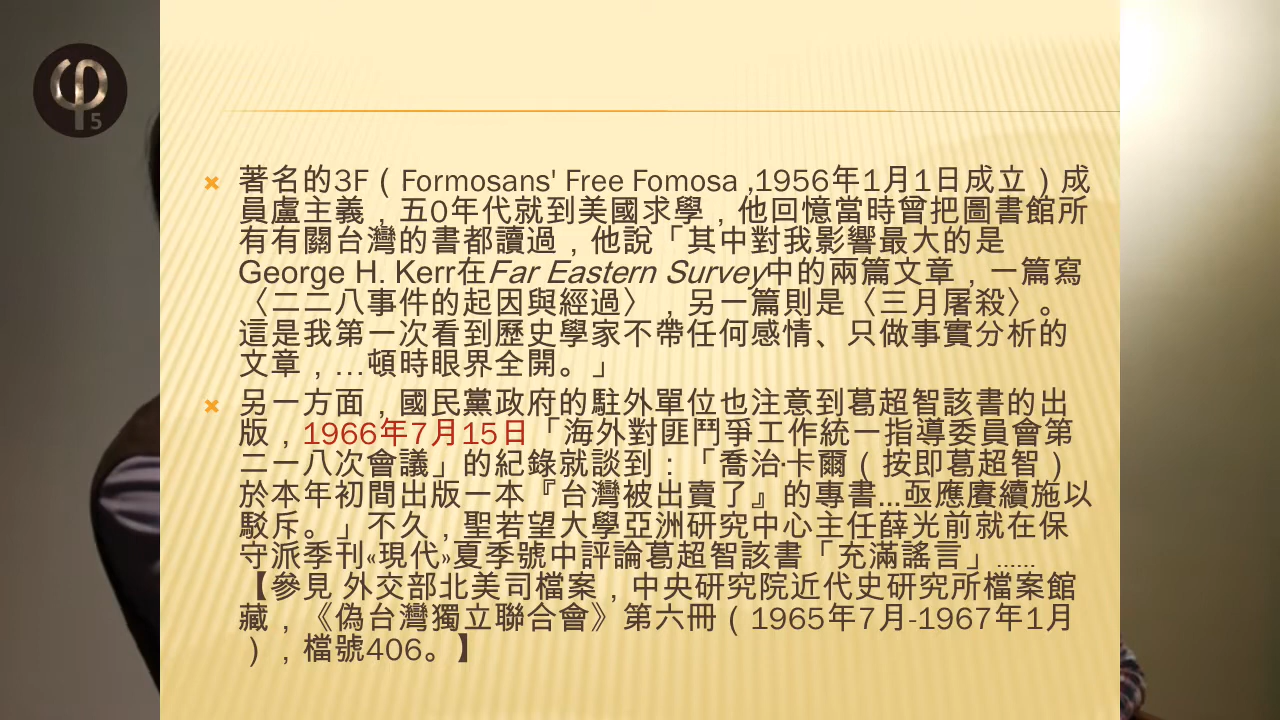 φ5
著名的3F（Formosans' Free Fomosa ,1956年1月1日成立）成
員盧主義，五0年代就到美國求學，他回憶當時曾把圖書館所
有有關台灣的書都讀過，他說「其中對我影響最大的是
George H. Kerr在Far Eastern Survey中的兩篇文章，一篇寫
〈二二八事件的起因與經過〉，另一篇則是〈三月屠殺〉。
這是我第一次看到歷史學家不帶任何感情、只做事實分析的
文章，…頓時眼界全開。」
另一方面，國民黨政府的駐外單位也注意到葛超智該書的出
版，1966年7月15日「海外對匪鬥爭工作統一指導委員會第
二一八次會議」的紀錄就談到：「喬治·卡爾（按即葛超智）
於本年初間出版一本『台灣被出賣了』的專書...亟應賡續施以
駁斥。」不久，聖若望大學亞洲研究中心主任薛光前就在保
守派季刊«現代»夏季號中評論葛超智該書「充滿謠言」......
【參見 外交部北美司檔案，中央研究院近代史研究所檔案館
藏，《偽台灣獨立聯合會》第六冊（1965年7月-1967年1月
），檔號406。】